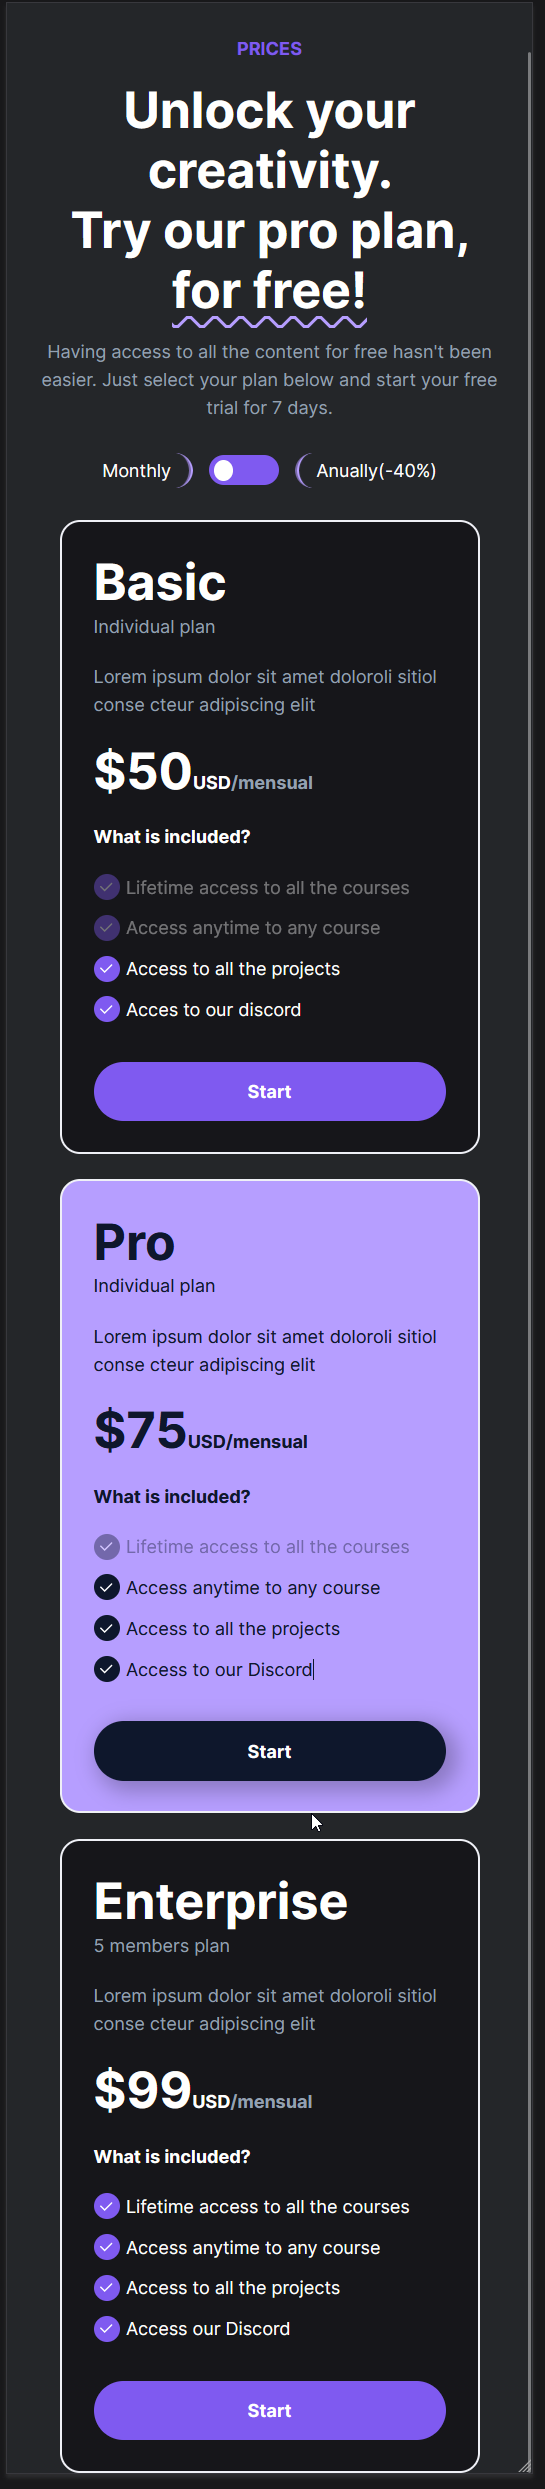 PRICES
Unlock your
creativity.
Try our pro plan,
for free!
Having access to all the content for free hasn't been
easier. Just select your plan below and start your free
trial for 7 days.
Monthly Anually(-40%)
Basic
Individual plan
Lorem ipsum dolor sit amet doloroli sitiol
conse cteur adipiscing elit
$50USD/mensual
What is included?
Lifetime access to all the courses
Access anytime to any course
Access to all the projects
Acces to our discord
Start
Pro
Individual plan
Lorem ipsum dolor sit amet doloroli sitiol
conse cteur adipiscing elit
$75USD/mensual
What is included?
Lifetime access to all the courses
Access anytime to any course
Access to all the projects
Access to our Discord
Start
Enterprise
5 members plan
Lorem ipsum dolor sit amet doloroli sitiol
conse cteur adipiscing elit
$99USD/mensual
What is included?
Lifetime access to all the courses
Access anytime to any course
Access to all the projects
Access our Discord
Start